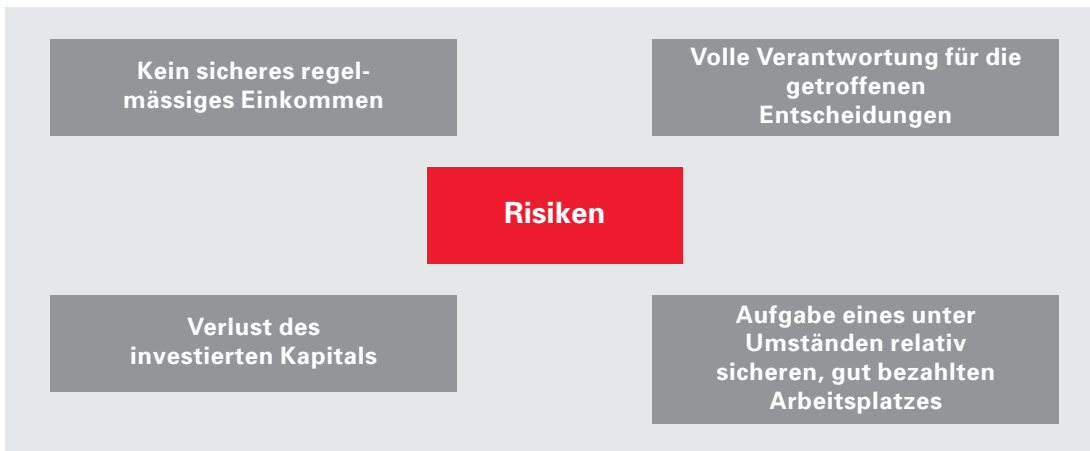 Kein sicheres regel-
mässiges Einkommen
Volle Verantwortung für die
getroffenen
Entscheidungen
Risiken
Verlust des
investierten Kapitals
Aufgabe eines unter
Umständen relativ
sicheren, gut bezahlten
Arbeitsplatzes